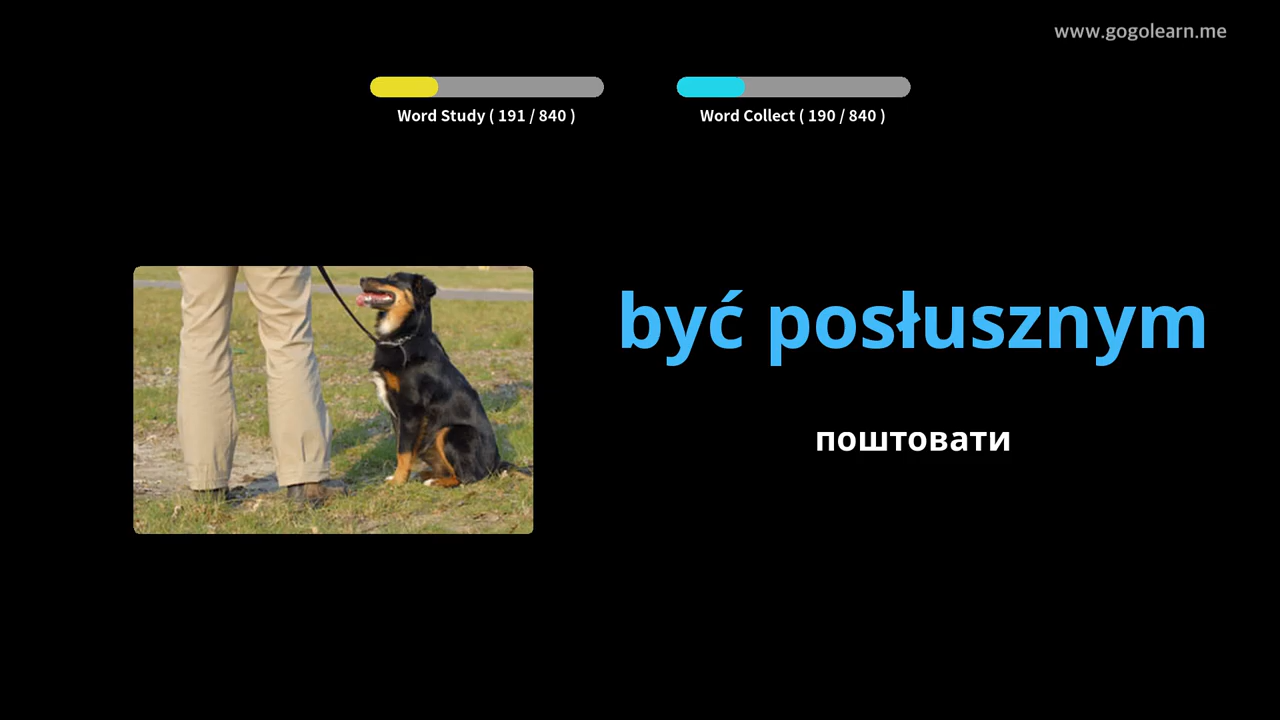 www.gogolearn.me
Word Study ( 191 / 840 )
Word Collect ( 190 / 840 )
być posłusznym
поштовати